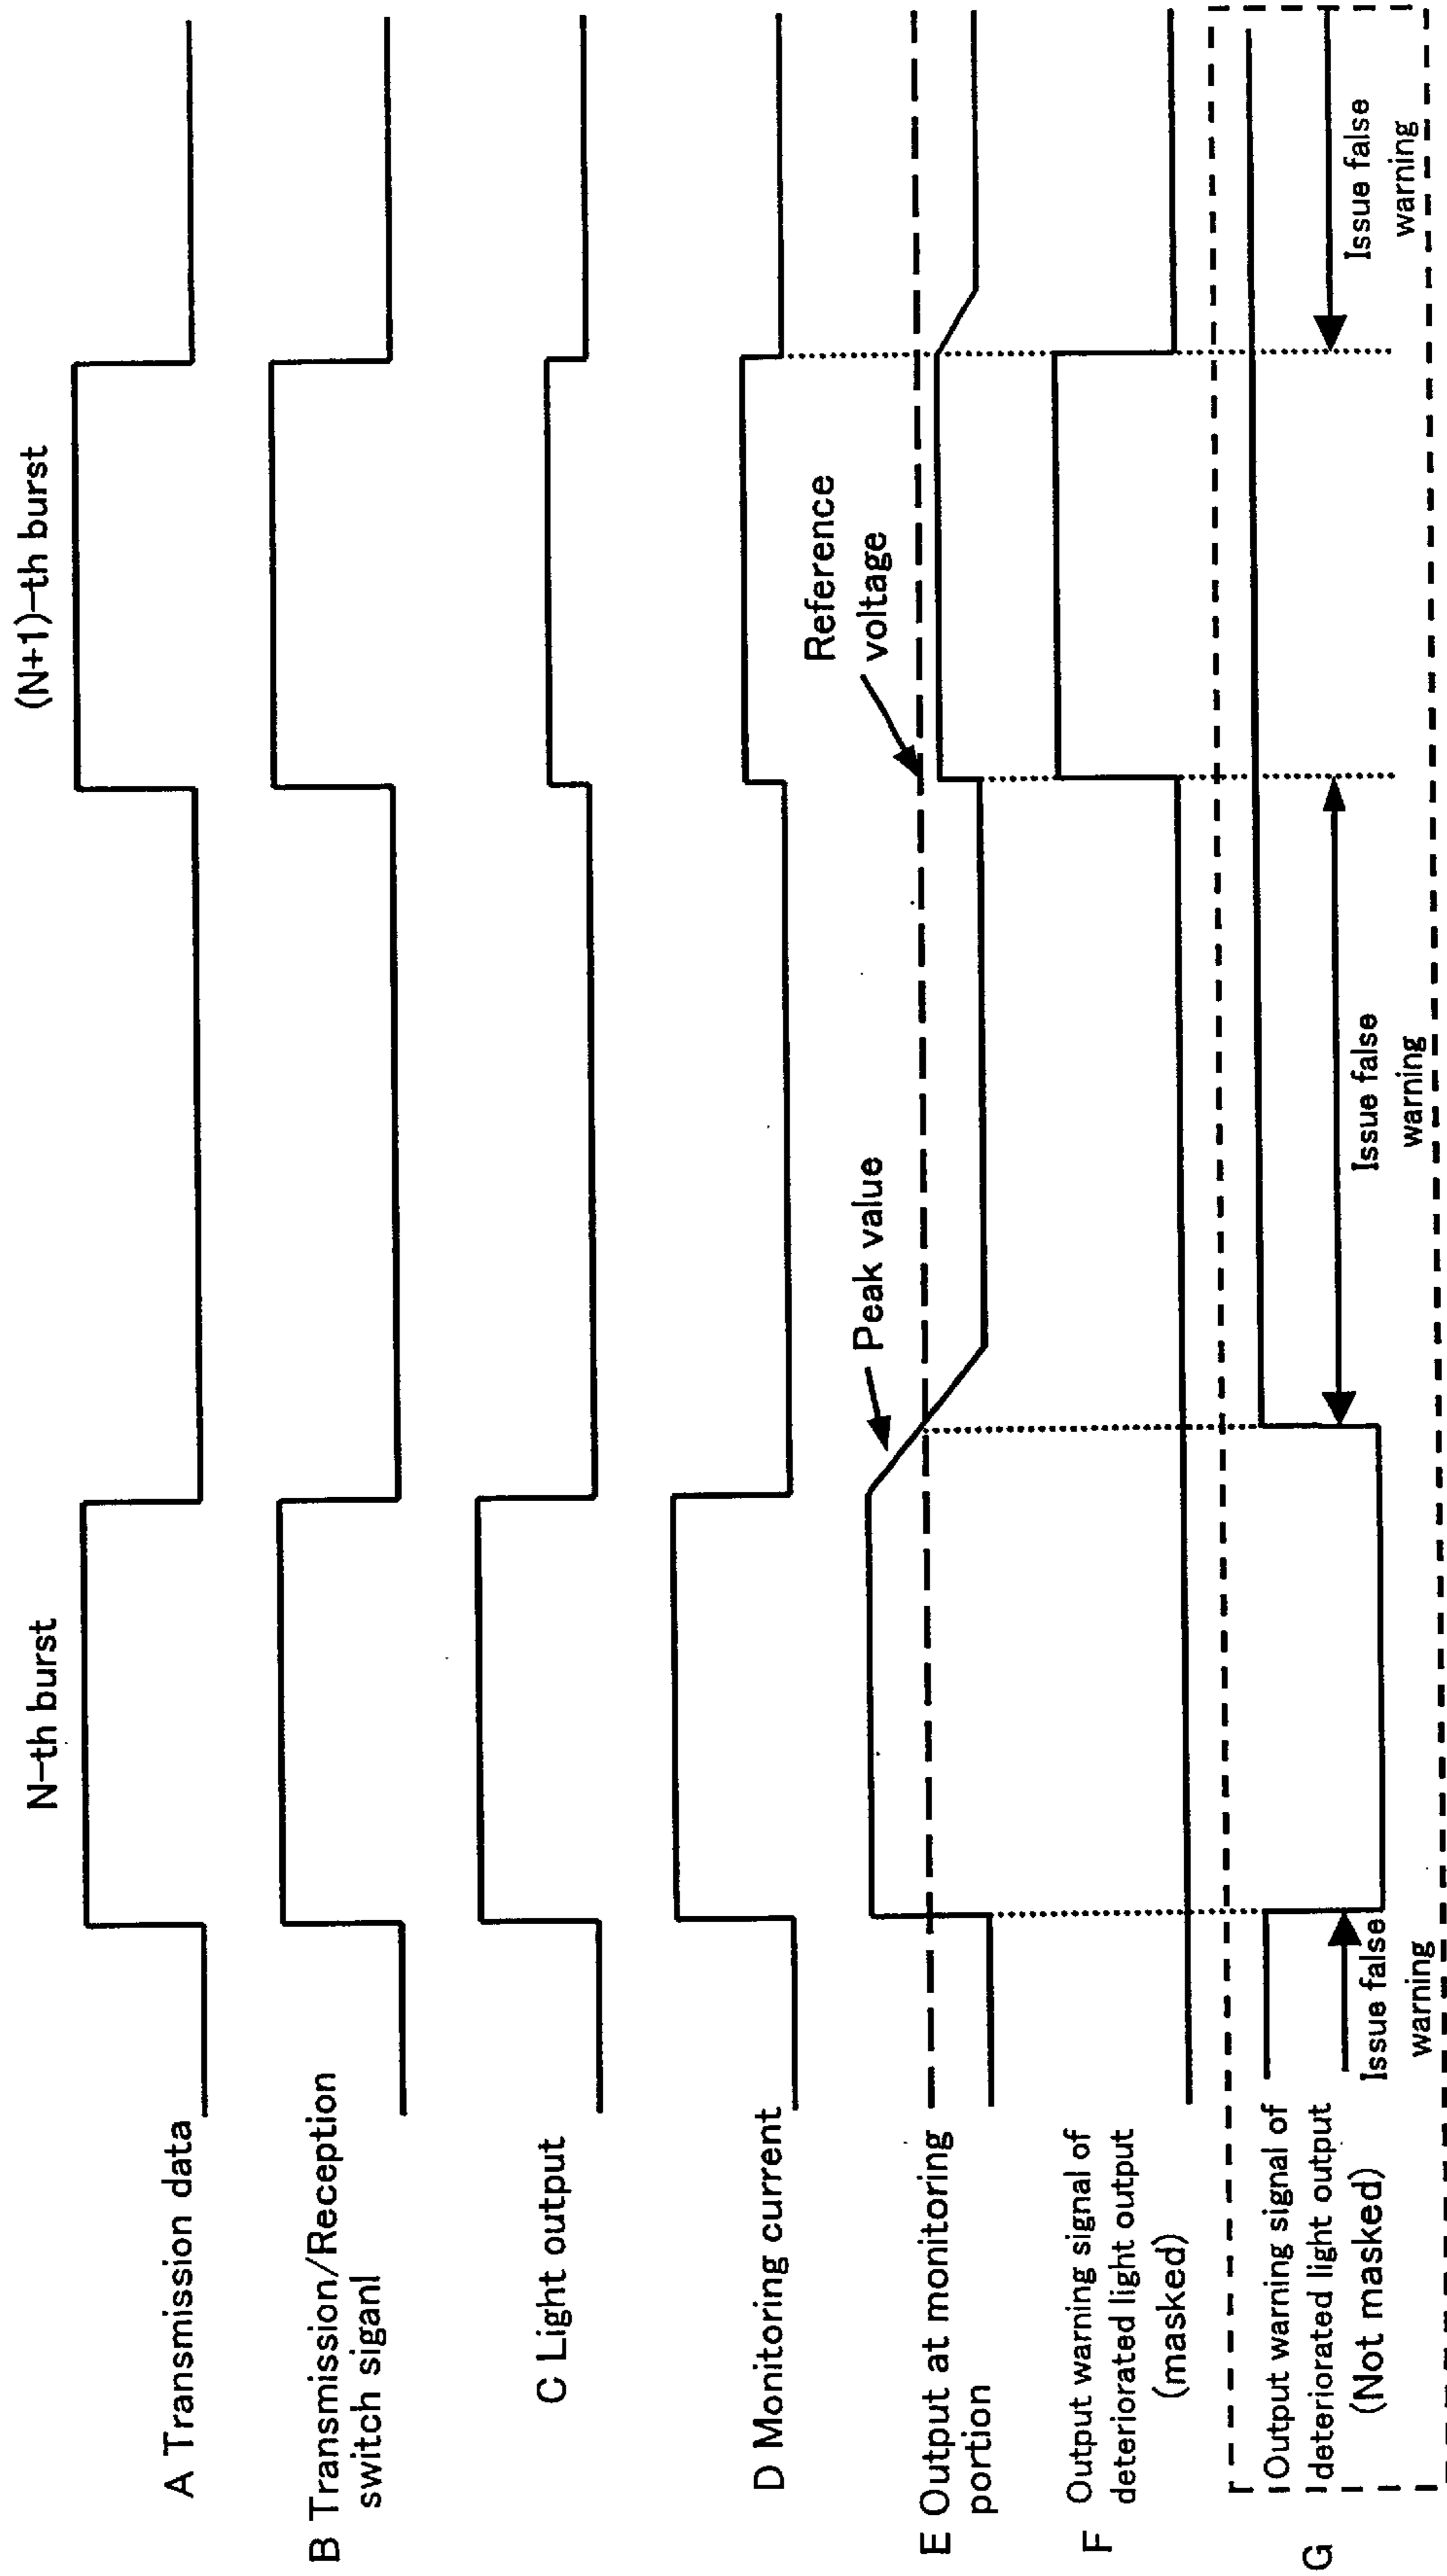 N-th burst
(N+1)-th burst
A Transmission data
B Transmission/Reception
switch siganl
C Light output
D Monitoring current
Peak value
Reference
voltage
E Output at monitoring
portion
F Output warning signal of
deteriorated light output
(masked)
G Output warning signal of
deteriorated light output
(Not masked)
Issue false
warning
Issue false
warning
Issue false
warning